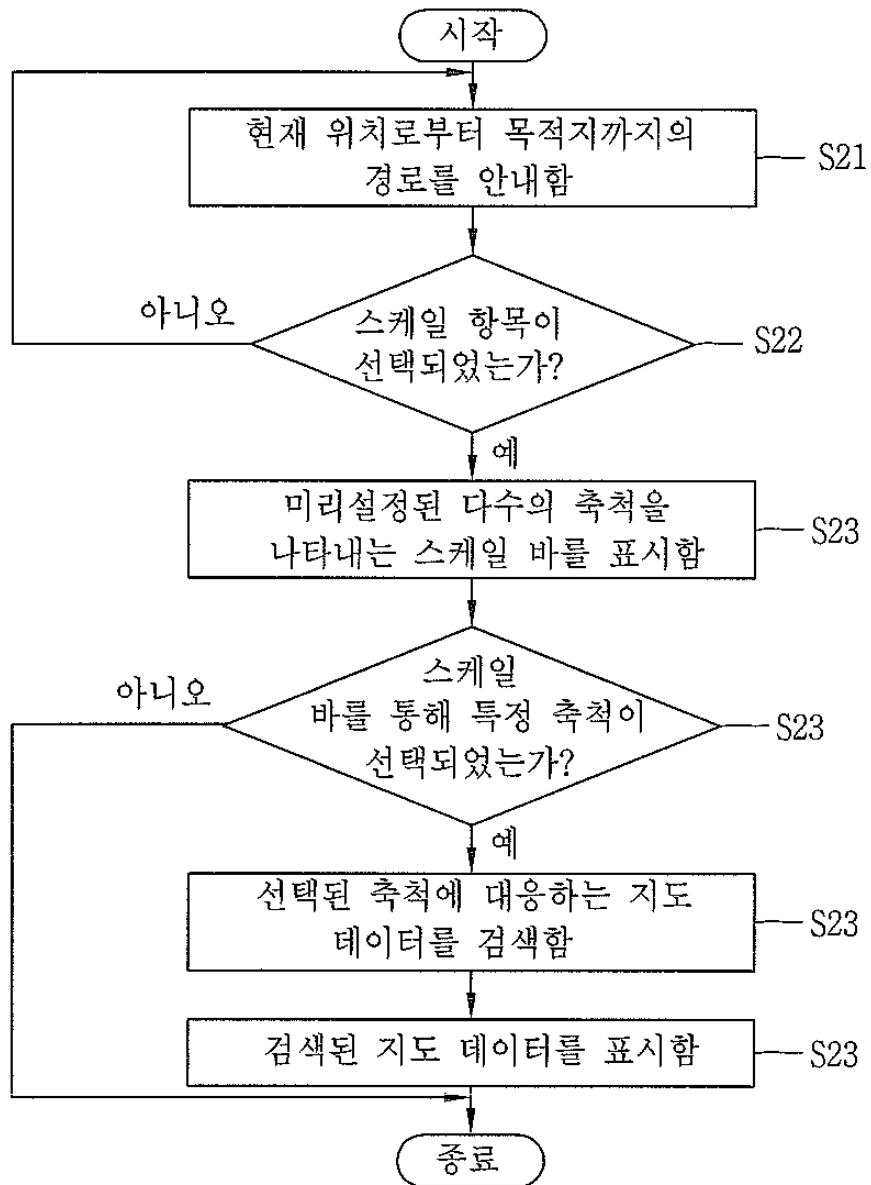 시작
현재 위치로부터 목적지까지의
경로를 안내함
S21
아니오
스케일 항목이
선택되었는가?
S22
예
미리설정된 다수의 축척을
나타내는 스케일 바를 표시함
S23
아니오
스케일
바를 통해 특정 축척이
선택되었는가?
S23
예
선택된 축척에 대응하는 지도
데이터를 검색함
S23
검색된 지도 데이터를 표시함
S23
종료